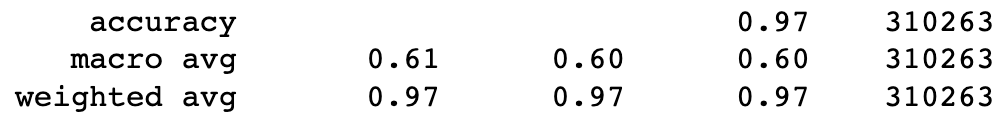 accuracy 0.97 310263
macro avg 0.61 0.60 0.60 310263
weighted avg 0.97 0.97 0.97 310263